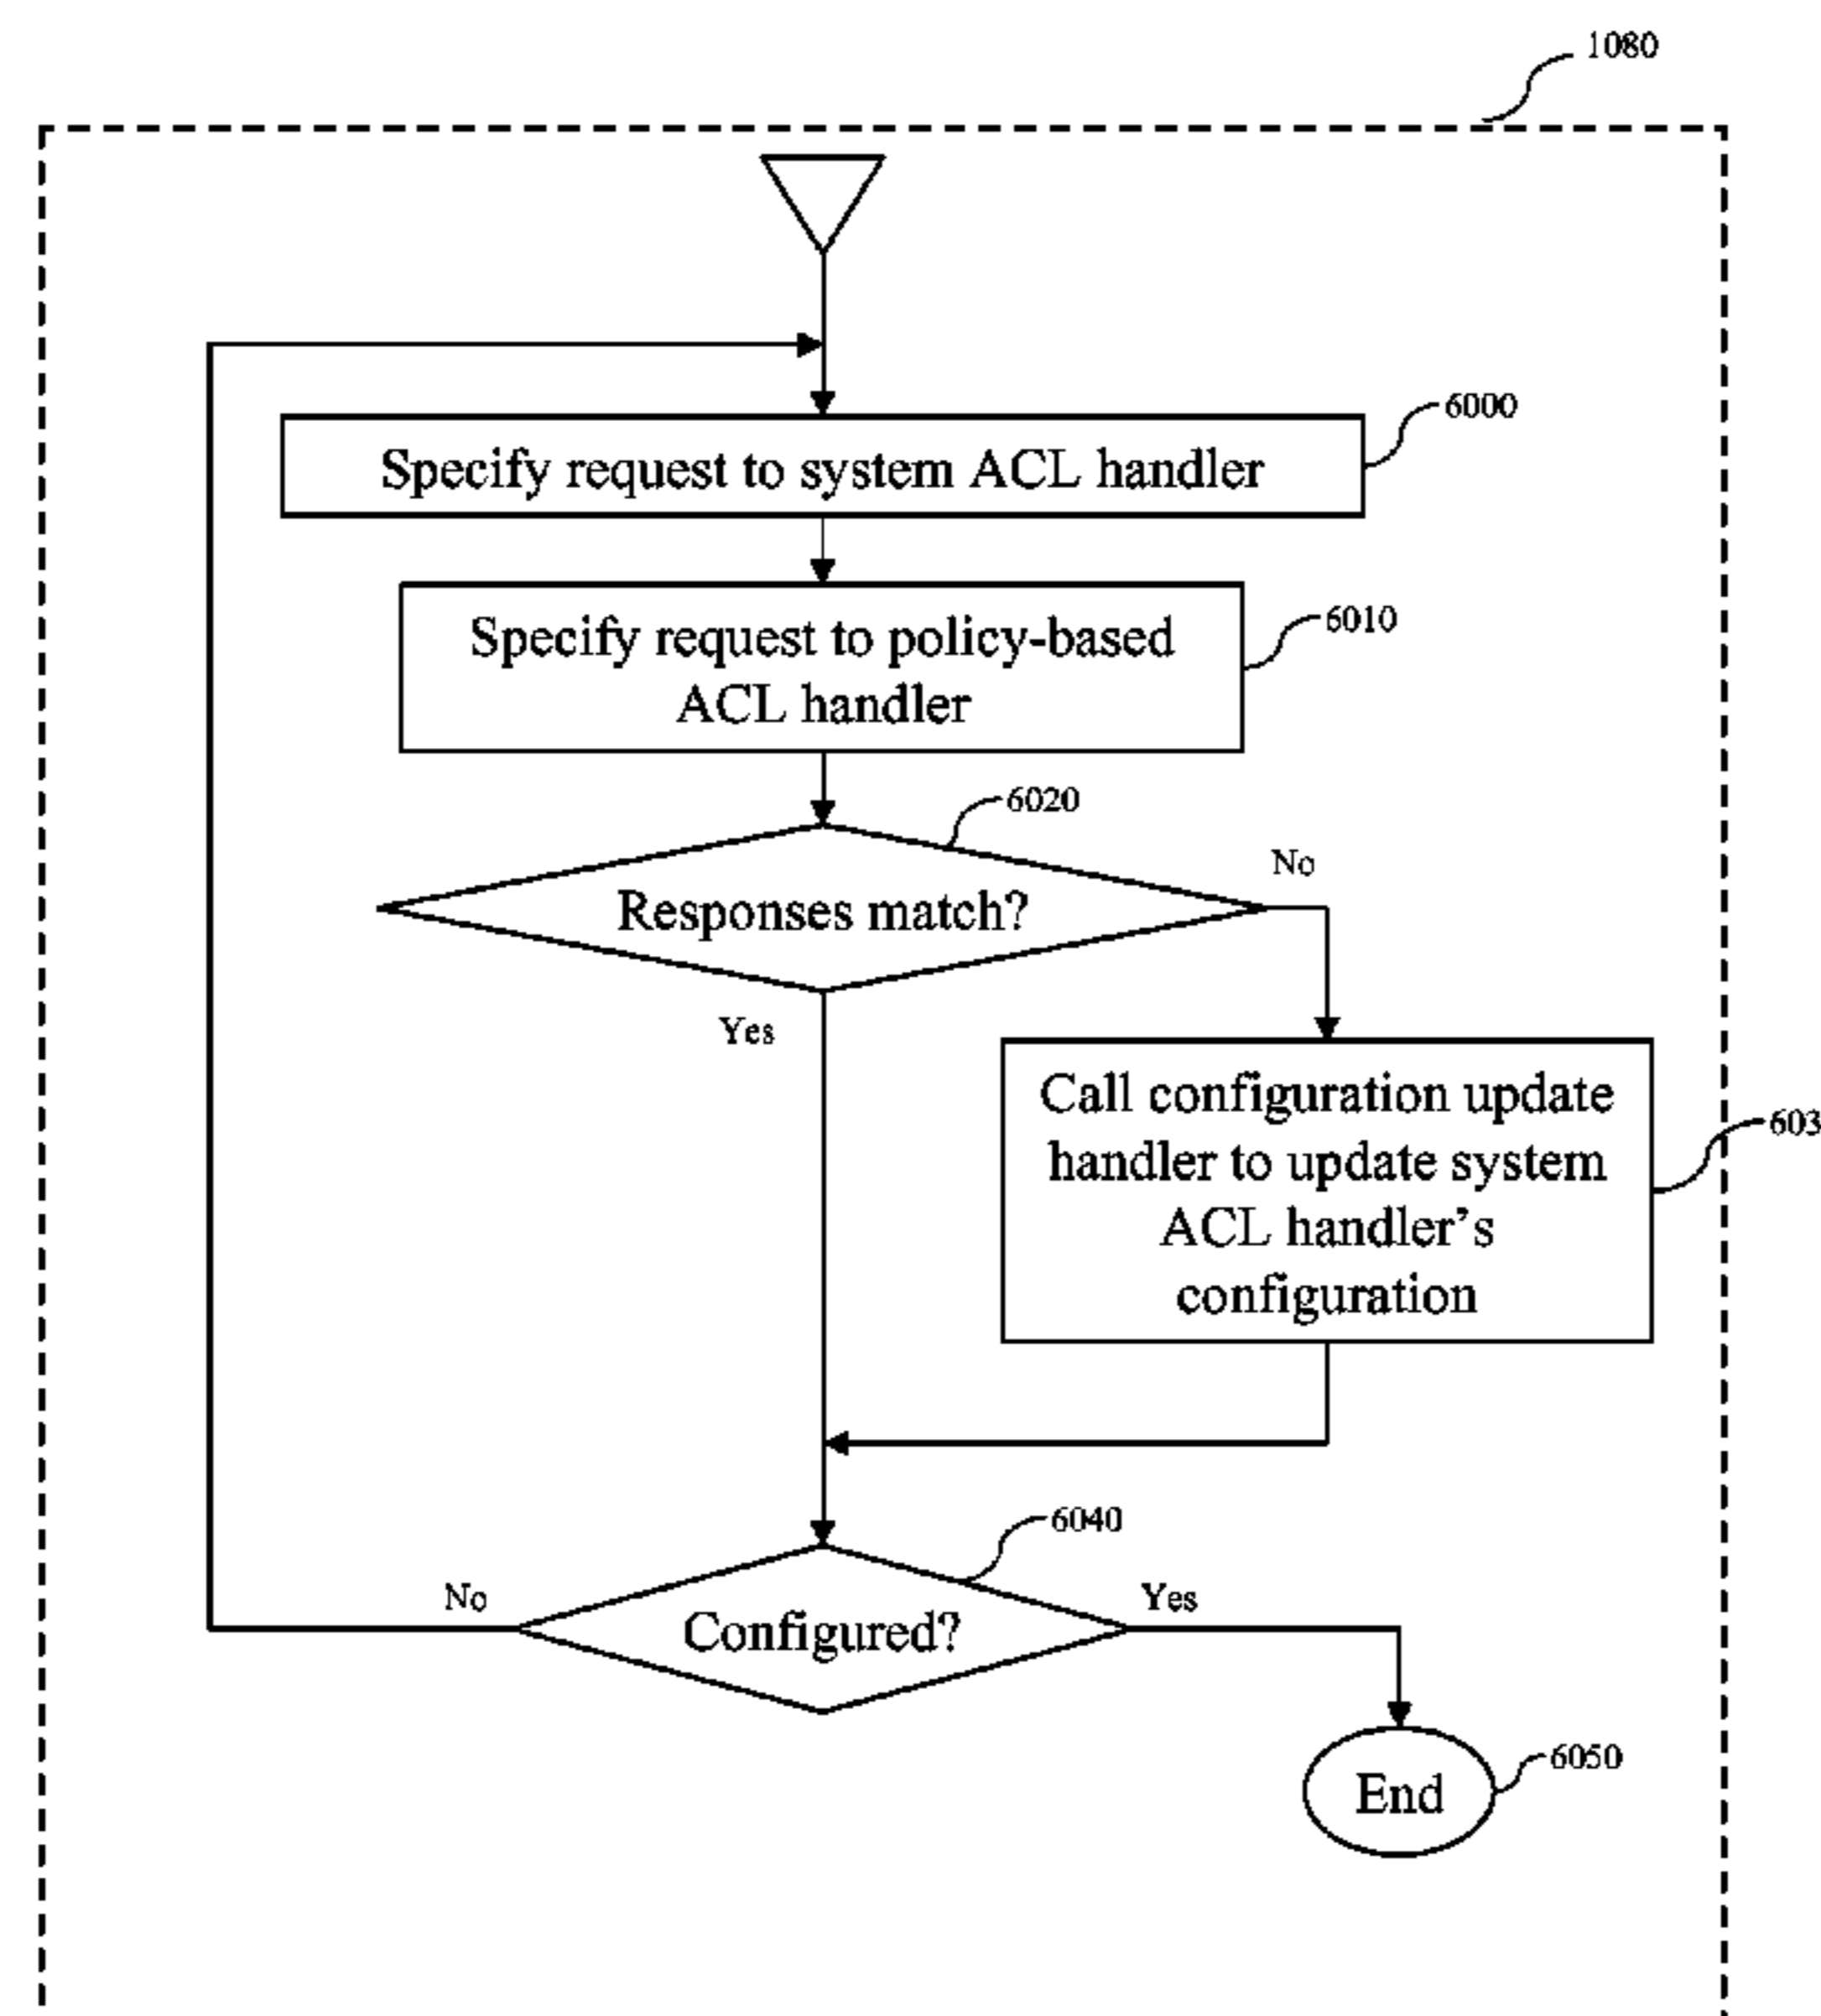 1080
6000
Specify request to system ACL handler
6010
Specify request to policy-based
ACL handler
6020
No
Responses match?
Yes
Call configuration update
handler to update system
ACL handler's
configuration
603
6040
No
Yes
Configured?
6050
End